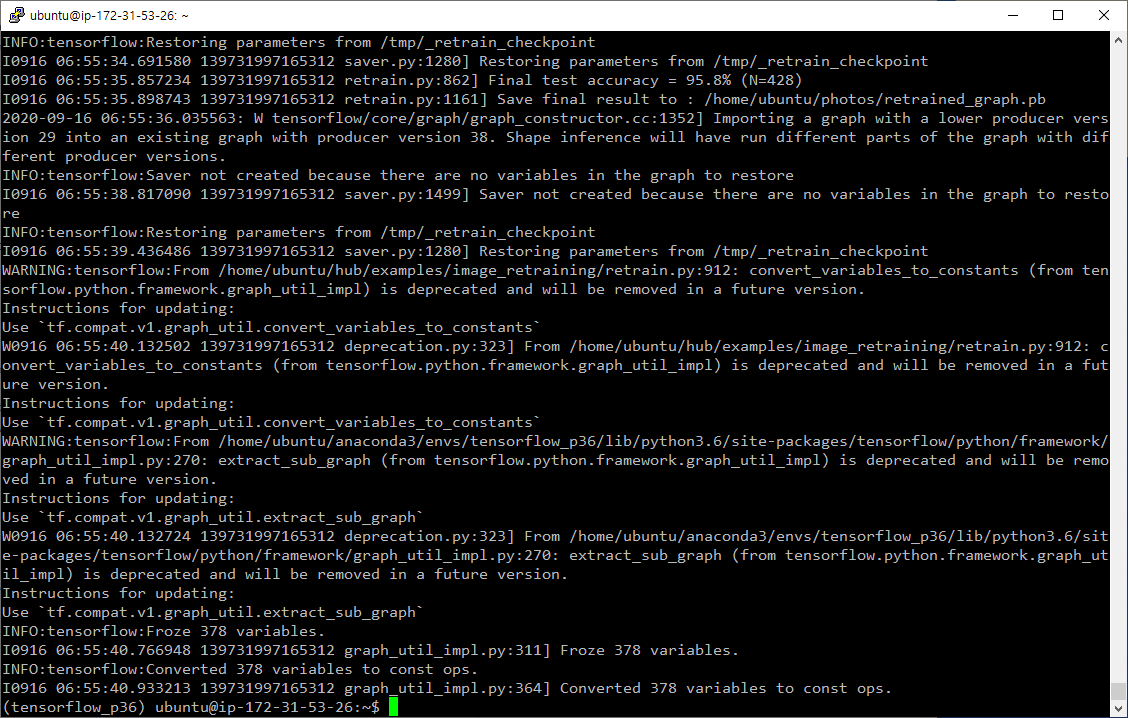 ubuntu@ip-172-31-53-26: ~
INFO:tensorflow:Restoring parameters from /tmp/_retrain_checkpoint
I0916 06:55:34.691580 139731997165312 saver.py:1280] Restoring parameters from /tmp/_retrain_checkpoint
I0916 06:55:35.857234 139731997165312 retrain.py:862] Final test accuracy = 95.8% (N=428)
I0916 06:55:35.898743 139731997165312 retrain.py:1161] Save final result to : /home/ubuntu/photos/retrained_graph.pb
2020-09-16 06:55:36.035563: W tensorflow/core/graph/graph_constructor.cc:1352] Importing a graph with a lower producer vers
ion 29 into an existing graph with producer version 38. Shape inference will have run different parts of the graph with dif
ferent producer versions.
INFO:tensorflow:Saver not created because there are no variables in the graph to restore
I0916 06:55:38.817090 139731997165312 saver.py:1499] Saver not created because there are no variables in the graph to resto
re
INFO:tensorflow:Restoring parameters from /tmp/_retrain_checkpoint
I0916 06:55:39.436486 139731997165312 saver.py:1280] Restoring parameters from /tmp/_retrain_checkpoint
WARNING:tensorflow:From /home/ubuntu/hub/examples/image_retraining/retrain.py:912: convert_variables_to_constants (from ten
sorflow.python.framework.graph_util_impl) is deprecated and will be removed in a future version.
Instructions for updating:
Use `tf.compat.v1.graph_util.convert_variables_to_constants`
W0916 06:55:40.132502 139731997165312 deprecation.py:323] From /home/ubuntu/hub/examples/image_retraining/retrain.py:912: c
onvert_variables_to_constants (from tensorflow.python.framework.graph_util_impl) is deprecated and will be removed in a fut
ure version.
Instructions for updating:
Use `tf.compat.v1.graph_util.convert_variables_to_constants`
WARNING:tensorflow:From /home/ubuntu/anaconda3/envs/tensorflow_p36/lib/python3.6/site-packages/tensorflow/python/framework/
graph_util_impl.py:270: extract_sub_graph (from tensorflow.python.framework.graph_util_impl) is deprecated and will be remo
ved in a future version.
Instructions for updating:
Use `tf.compat.v1.graph_util.extract_sub_graph`
W0916 06:55:40.132724 139731997165312 deprecation.py:323] From /home/ubuntu/anaconda3/envs/tensorflow_p36/lib/python3.6/sit
e-packages/tensorflow/python/framework/graph_util_impl.py:270: extract_sub_graph (from tensorflow.python.framework.graph_ut
il_impl) is deprecated and will be removed in a future version.
Instructions for updating:
Use `tf.compat.v1.graph_util.extract_sub_graph`
INFO:tensorflow:Froze 378 variables.
I0916 06:55:40.766948 139731997165312 graph_util_impl.py:311] Froze 378 variables.
INFO:tensorflow:Converted 378 variables to const ops.
I0916 06:55:40.933213 139731997165312 graph_util_impl.py:364] Converted 378 variables to const ops.
(tensorflow_p36) ubuntu@ip-172-31-53-26:~$